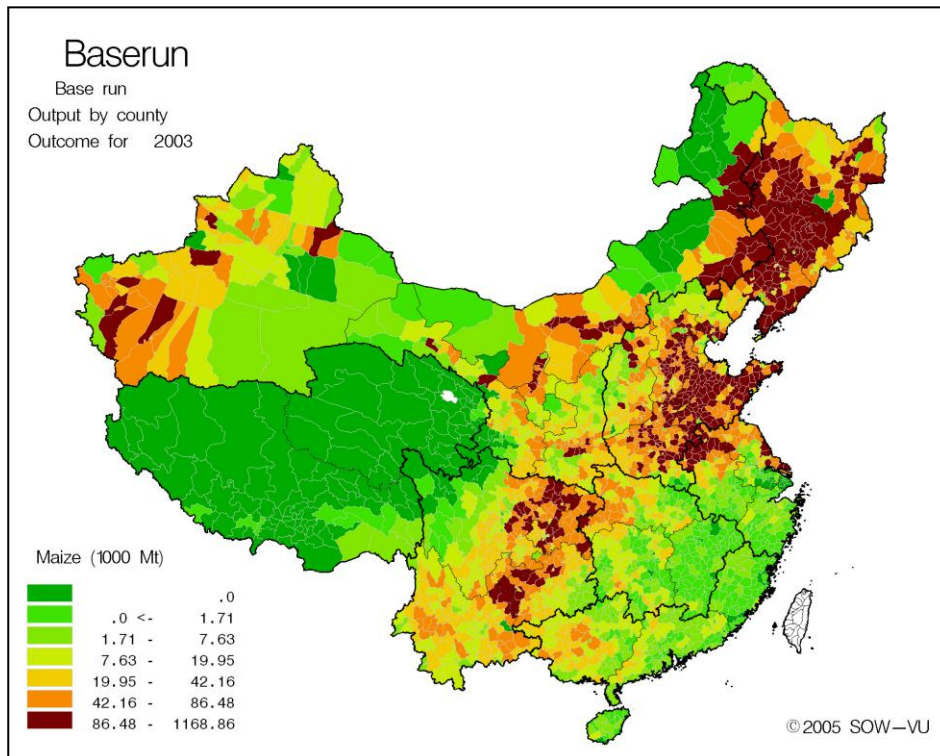 Baserun
Base run
Output by county
Outcome for 2003
Maize (1000 Mt)
.0
.0 <- 1.71
1.71 - 7.63
7.63 - 19.95
19.95 - 42.16
42.16 - 86.48
86.48 - 1168.86
©2005 SOW-VU